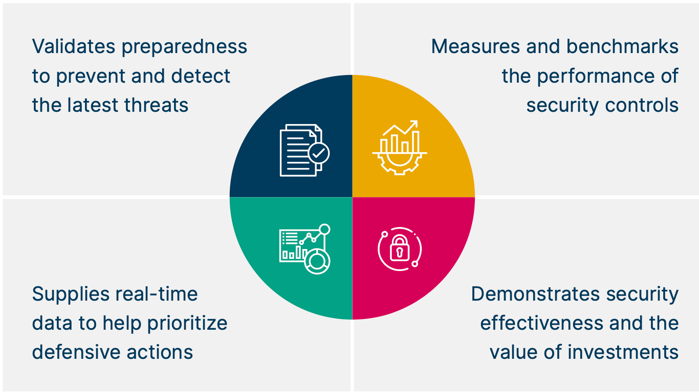 Validates preparedness
to prevent and detect
the latest threats
Measures and benchmarks
the performance of
security controls
Supplies real-time
data to help prioritize
defensive actions
Demonstrates security
effectiveness and the
value of investments